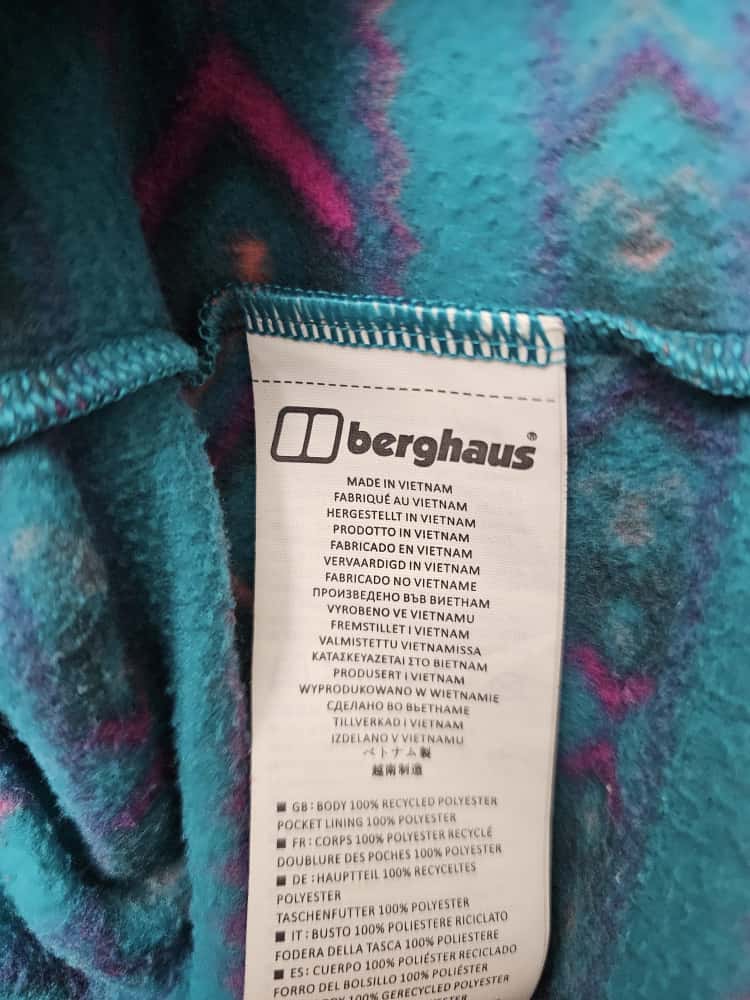 berghaus®
MADE IN VIETNAM
FABRIQUÉ AU VIETNAM
HERGESTELLT IN VIETNAM
PRODOTTO IN VIETNAM
FABRICADO EN VIETNAM
VERVAARDIGD IN VIETNAM
FABRICADO NO VIETNAME
ПРОИЗВЕДЕНО ВЪВ ВИЕТНАМ
VYROBENO VE VIETNAMU
FREMSTILLET I VIETNAM
VALMISTETTU VIETNAMISSA
ΚΑΤΑΣΚΕΥΑΖΕΤΑΙ ΣΤΟ ΒΙΕΤΝΑΜ
PRODUSERT I VIETNAM
WYPRODUKOWANO W WIETNAMIE
СДЕЛАНО ВО ВЬЕТНАМЕ
TILLVERKAD I VIETNAM
IZDELANO V VIETNAMU
ベトナム製
越南制造
■ GB: BODY 100% RECYCLED POLYESTER
POCKET LINING 100% POLYESTER
■ FR: CORPS 100% POLYESTER RECYCLÉ
DOUBLURE DES POCHES 100% POLYESTER
■ DE: HAUPTTEIL 100% RECYCELTES
POLYESTER
TASCHENFUTTER 100% POLYESTER
■ IT: BUSTO 100% POLIESTERE RICICLATO
FODERA DELLA TASCA 100% POLIESTERE
■ ES: CUERPO 100% POLIÉSTER RECICLADO
FORRO DEL BOLSILLO 100% POLIÉSTER
BODY 100% GERECYCLED POLYESTER